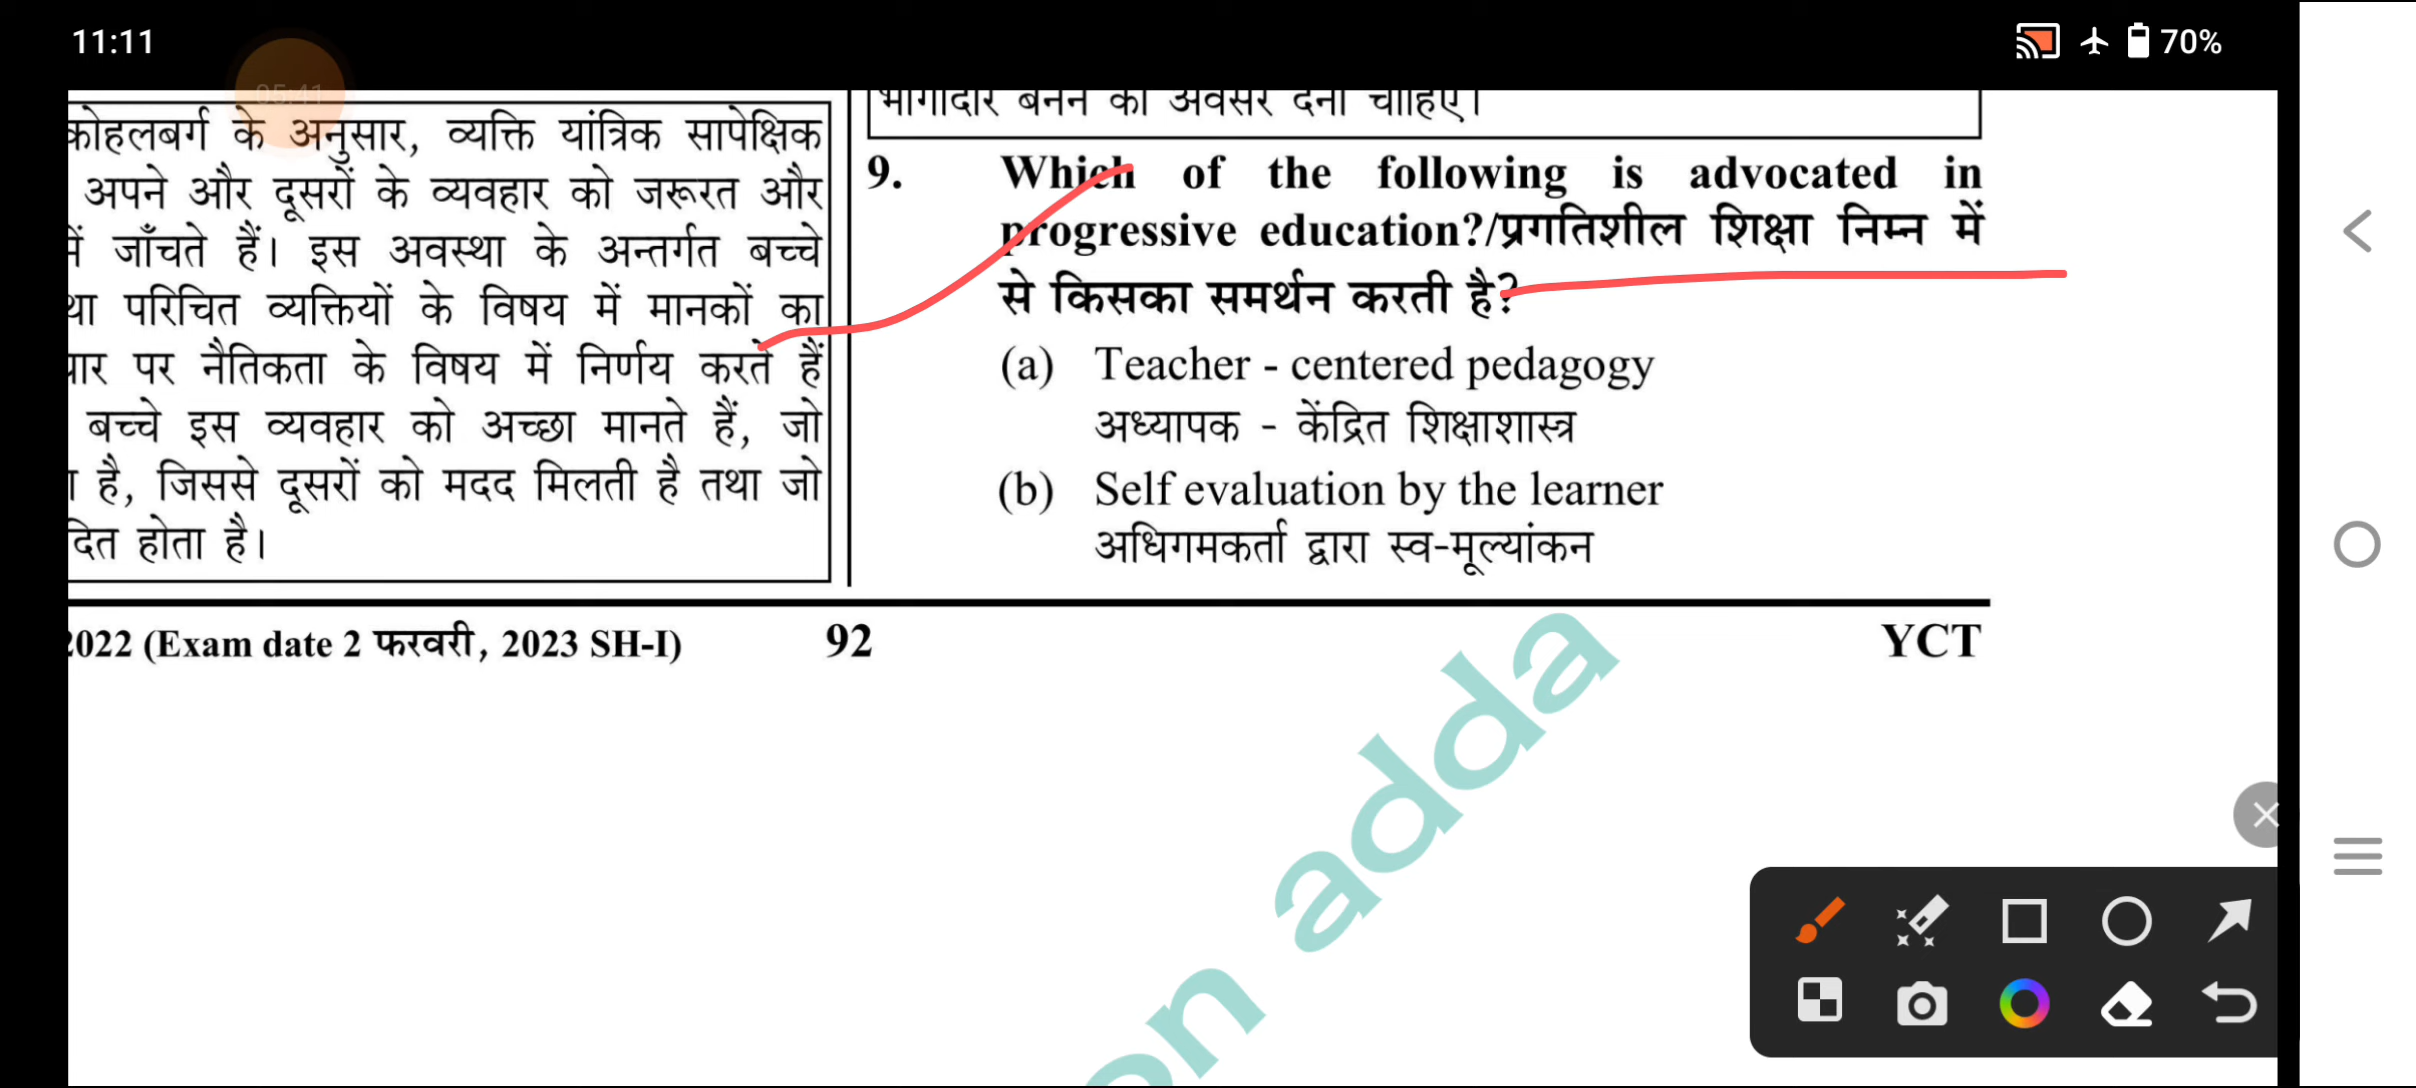 11:11
70%
05:41
कोहलबर्ग के अनुसार, व्यक्ति यांत्रिक सापेक्षिक
अपने और दूसरों के व्यवहार को जरूरत और
में जाँचते हैं। इस अवस्था के अन्तर्गत बच्चे
था परिचित व्यक्तियों के विषय में मानकों का
पर नैतिकता के विषय में निर्णय करते हैं
बच्चे इस व्यवहार को अच्छा मानते हैं, जो
है, जिससे दूसरों को मदद मिलती है तथा जो
दित होता है।
भागीदार बनने का अवसर देना चाहिए।
9. Which of the following is advocated in
progressive education?/प्रगतिशील शिक्षा निम्न में
से किसका समर्थन करती है?
(a) Teacher - centered pedagogy
अध्यापक - केंद्रित शिक्षाशास्त्र
(b) Self evaluation by the learner
अधिगमकर्ता द्वारा स्व-मूल्यांकन
2022 (Exam date 2 फरवरी, 2023 SH-I)
92
YCT
on adda